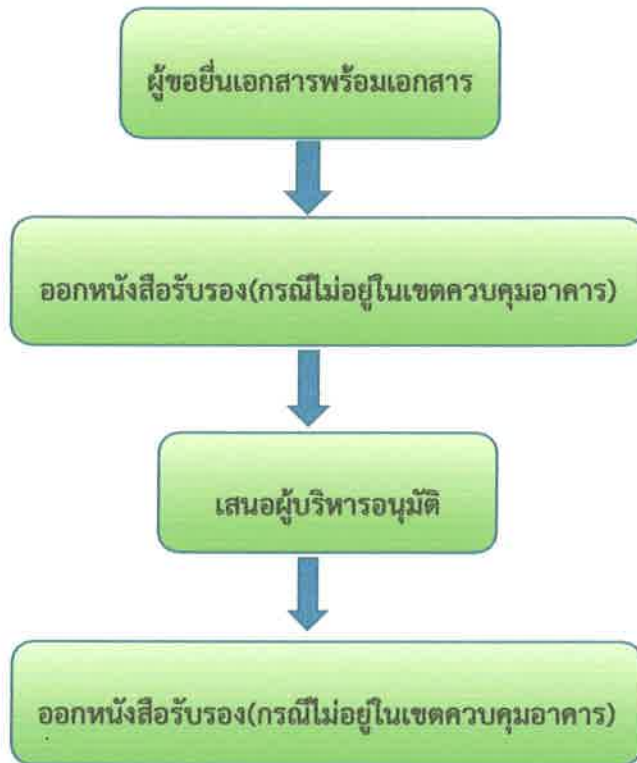 ผู้ขอยื่นเอกสารพร้อมเอกสาร
ออกหนังสือรับรอง(กรณีไม่อยู่ในเขตควบคุมอาคาร)
เสนอผู้บริหารอนุมัติ
ออกหนังสือรับรอง(กรณีไม่อยู่ในเขตควบคุมอาคาร)